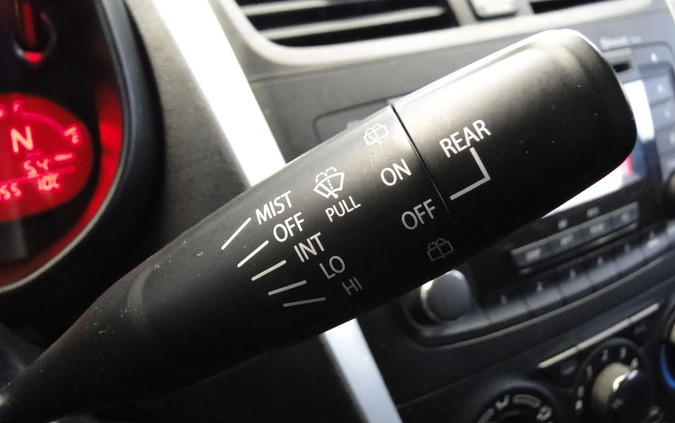 MIST
OFF
INT
LO
HI
PULL
ON
OFF
REAR
N